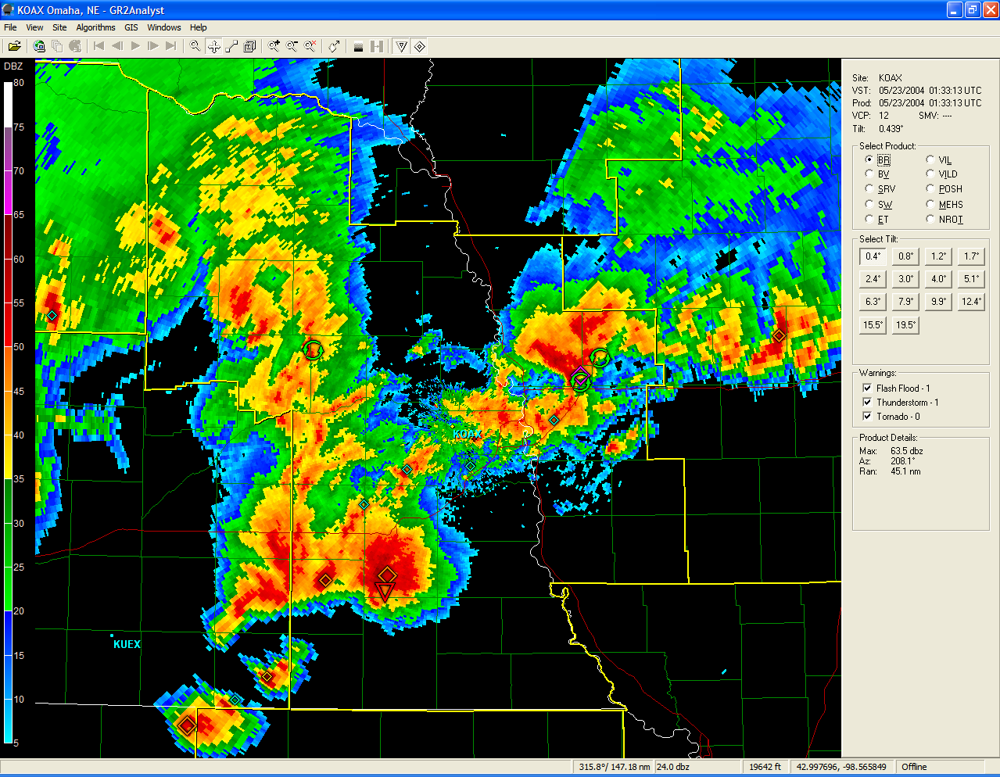 KOAX Omaha, NE - GR2Analyst
File View Site Algorithms GIS Windows Help
DBZ
80
75
70
65
60
55
50
45
40
35
30
25
20
15
10
5
KOAX
KUEX
Site: KOAX
VST: 05/23/2004 01:33:13 UTC
Prod: 05/23/2004 01:33:13 UTC
VCP: 12 SMV: ----
Tilt: 0.439°
Select Product:
BR VIL
BV VILD
SRV POSH
SW MEHS
ET NROT
Select Tilt:
0.4° 0.8° 1.2° 1.7°
2.4° 3.0° 4.0° 5.1°
6.3° 7.9° 9.9° 12.4°
15.5° 19.5°
Warnings:
Flash Flood - 1
Thunderstorm - 1
Tornado - 0
Product Details:
Max: 63.5 dbz
Az: 208.1°
Ran: 45.1 nm
315.8°/ 147.18 nm 24.0 dbz 19642 ft 42.997696, -98.565849 Offline